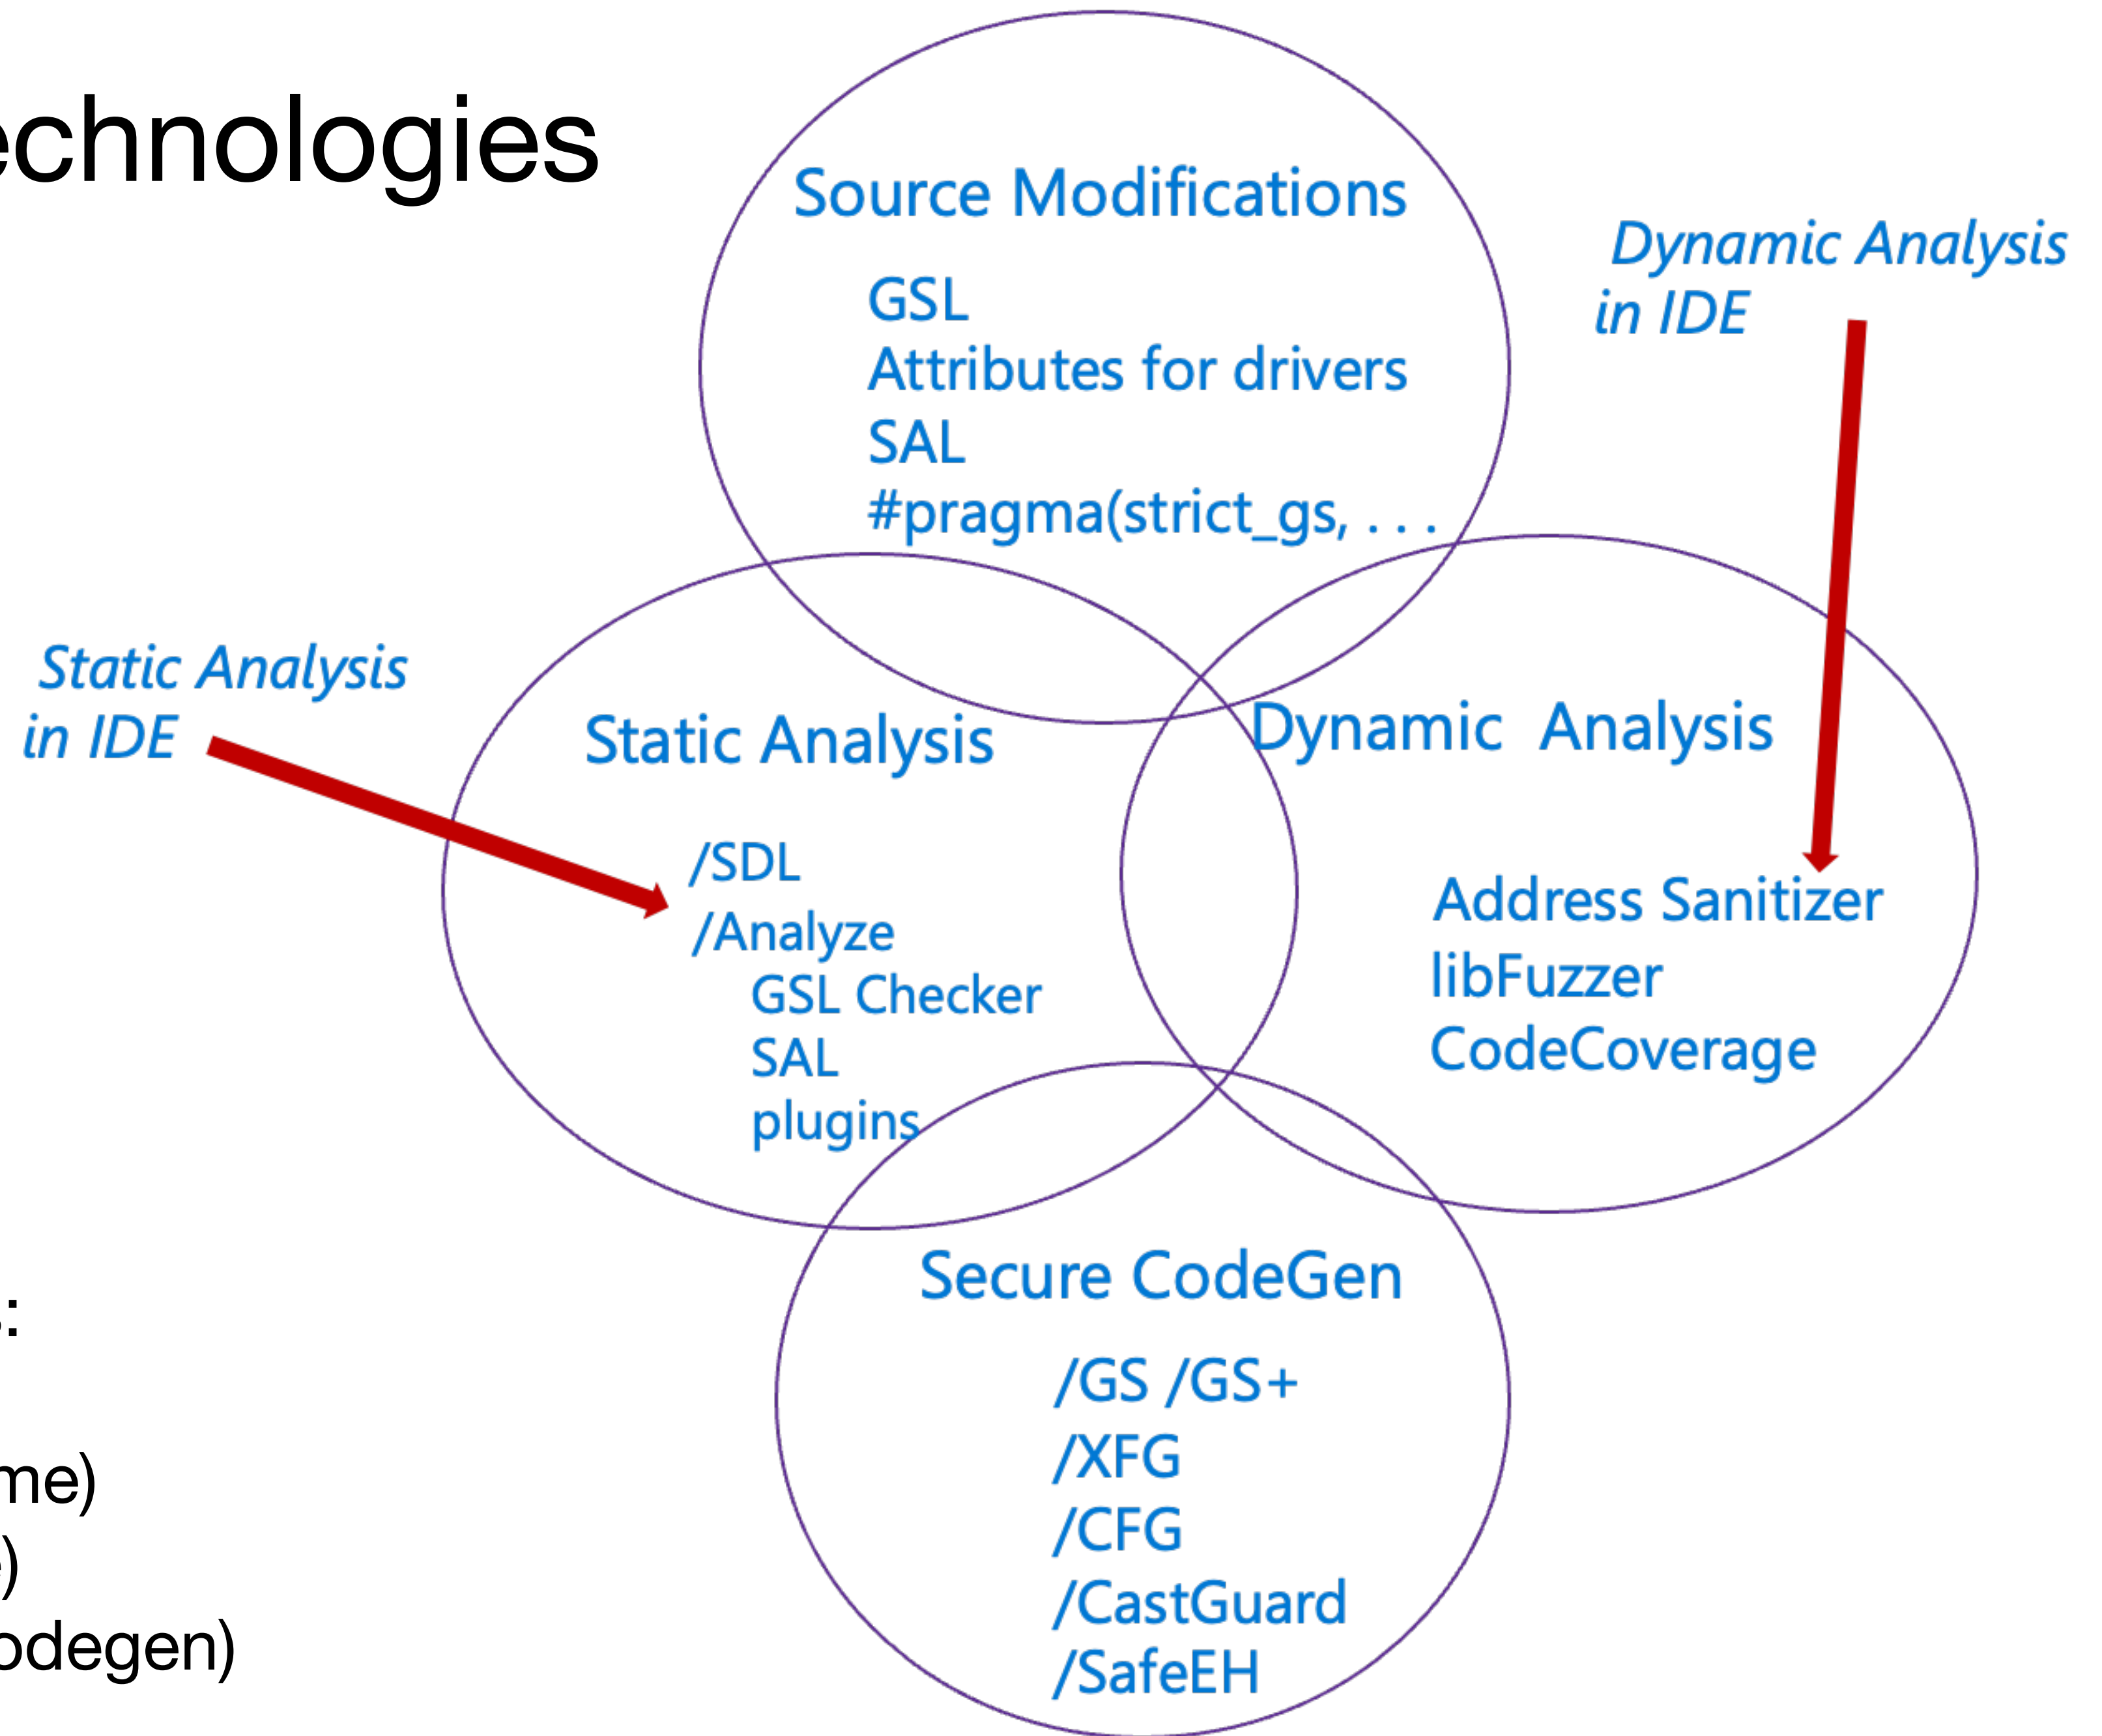 echnologies
Source Modifications
GSL
Attributes for drivers
SAL
#pragma(strict_gs, . . .
Dynamic Analysis
in IDE
Static Analysis
in IDE
Static Analysis
/SDL
/Analyze
GSL Checker
SAL
plugins
Dynamic Analysis
Address Sanitizer
libFuzzer
CodeCoverage
Secure CodeGen
/GS /GS+
/XFG
/CFG
/CastGuard
/SafeEH
:
me)
)
odegen)